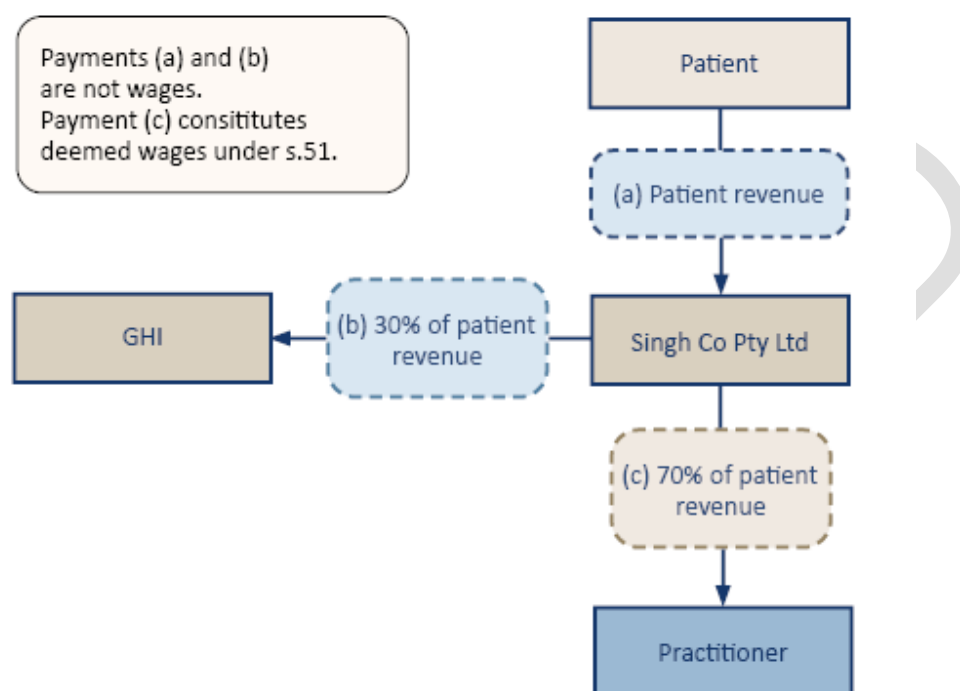 Payments (a) and (b)
are not wages.
Payment (c) consititutes
deemed wages under s.51.
Patient
(a) Patient revenue
GHI
(b) 30% of patient
revenue
Singh Co Pty Ltd
(c) 70% of patient
revenue
Practitioner